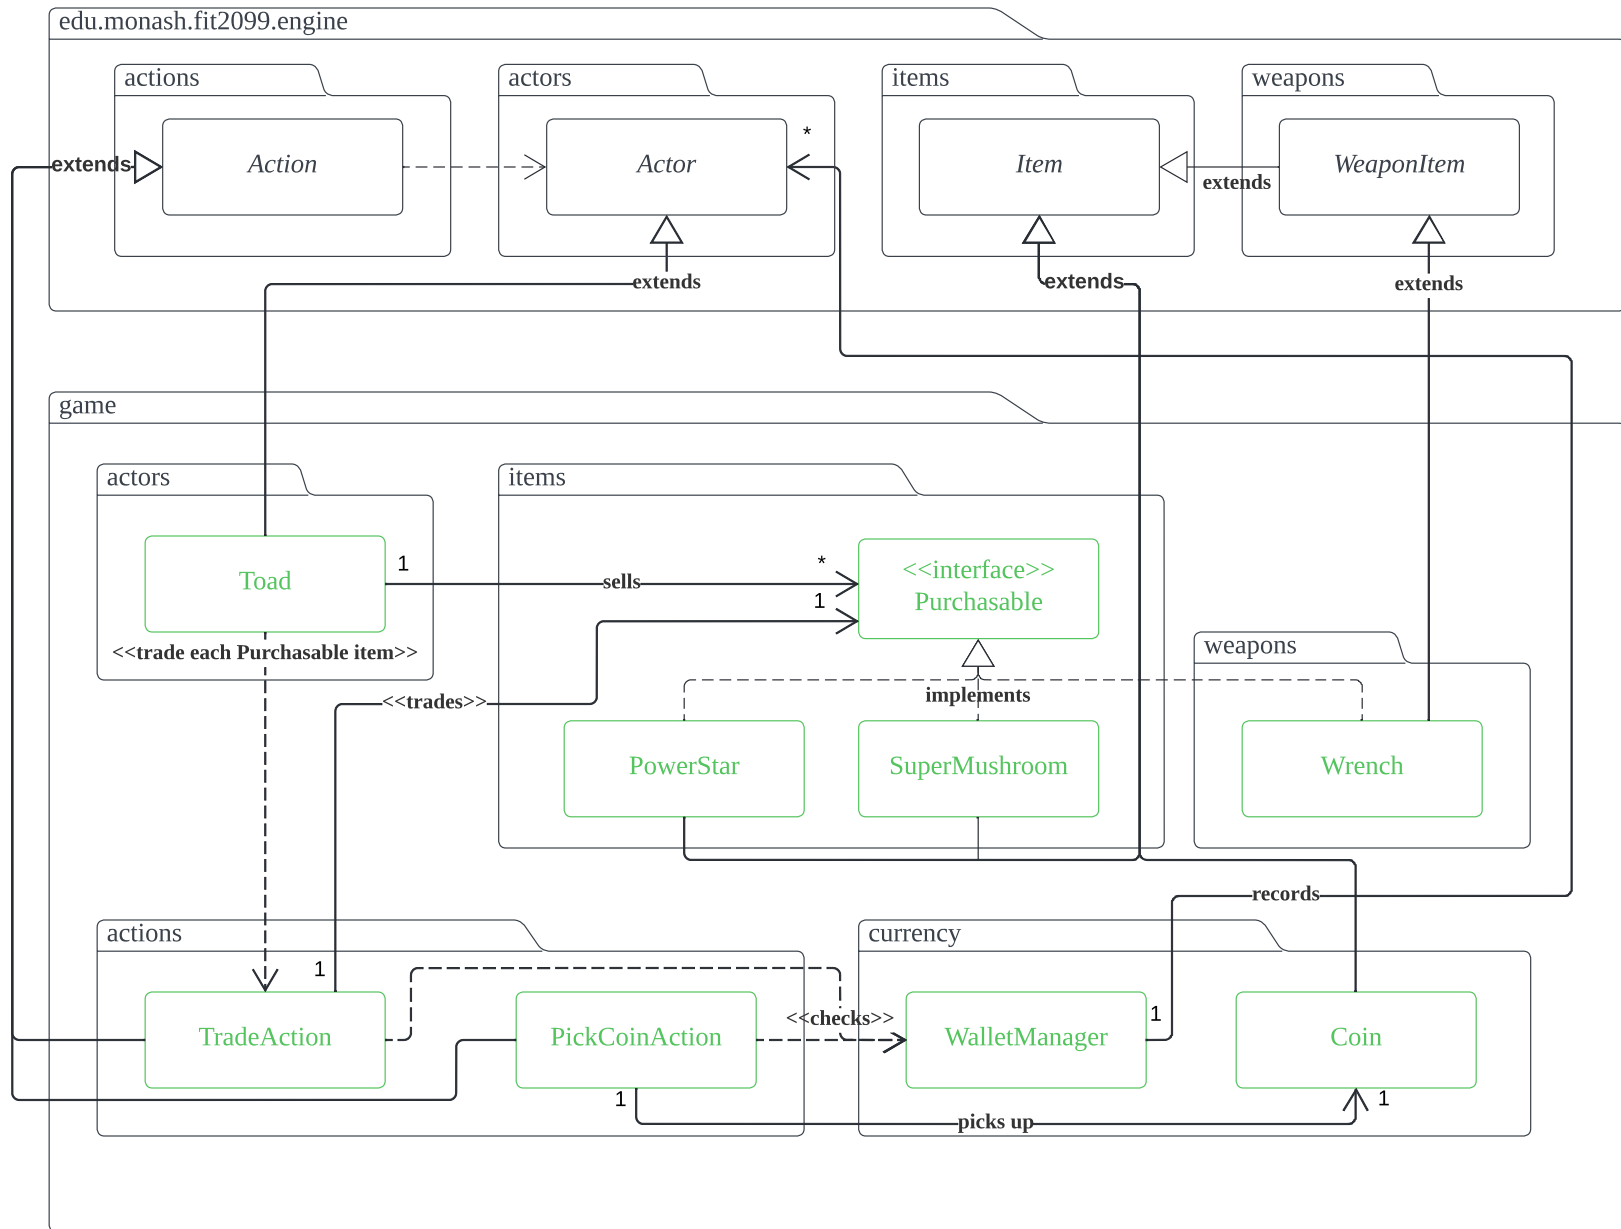 edu.monash.fit2099.engine
actions
actors
items
weapons
*
extends
Action
Actor
Item
WeaponItem
extends
extends
extends
extends
game
actors
items
1
*
<<interface>>
Purchasable
Toad
sells
1
<<trade each Purchasable item>>
weapons
<<trades>>
implements
PowerStar
SuperMushroom
Wrench
records
actions
currency
1
<<checks>>
1
TradeAction
PickCoinAction
WalletManager
Coin
1
1
picks up